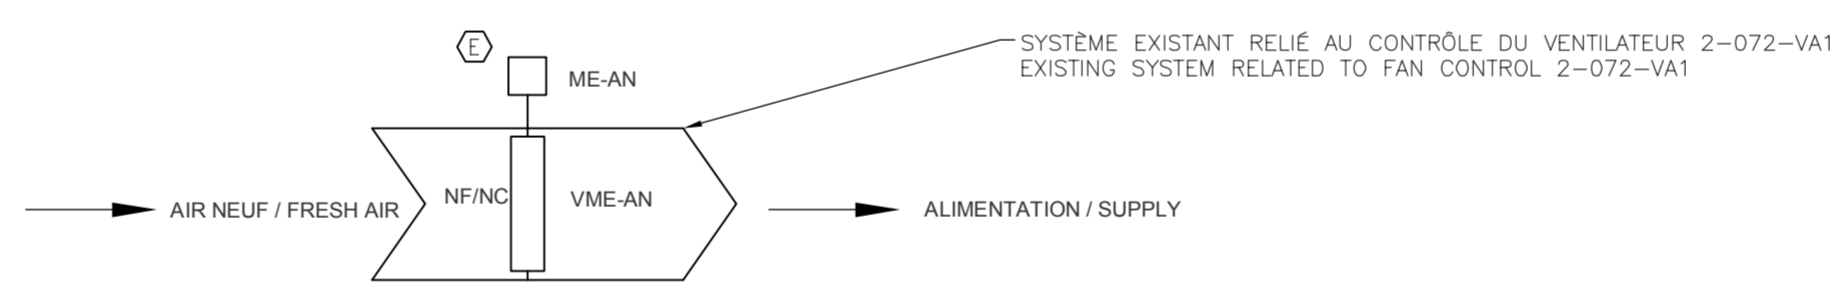 SYSTÈME EXISTANT RELIÉ AU CONTRÔLE DU VENTILATEUR 2-072-VA1
EXISTING SYSTEM RELATED TO FAN CONTROL 2-072-VA1
E
ME-AN
AIR NEUF / FRESH AIR
NF/NC
VME-AN
ALIMENTATION / SUPPLY